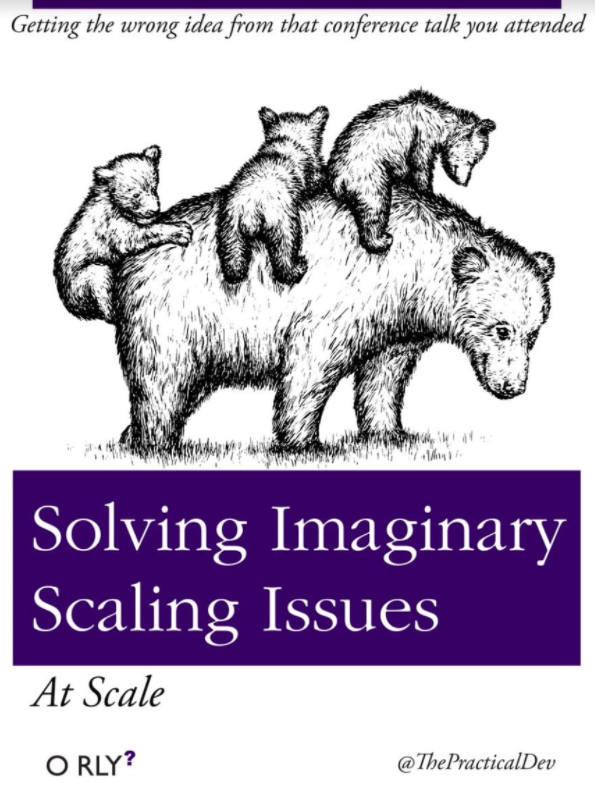 Getting the wrong idea from that conference talk you attended
Solving Imaginary
Scaling Issues
At Scale
O RLY?
@ThePracticalDev